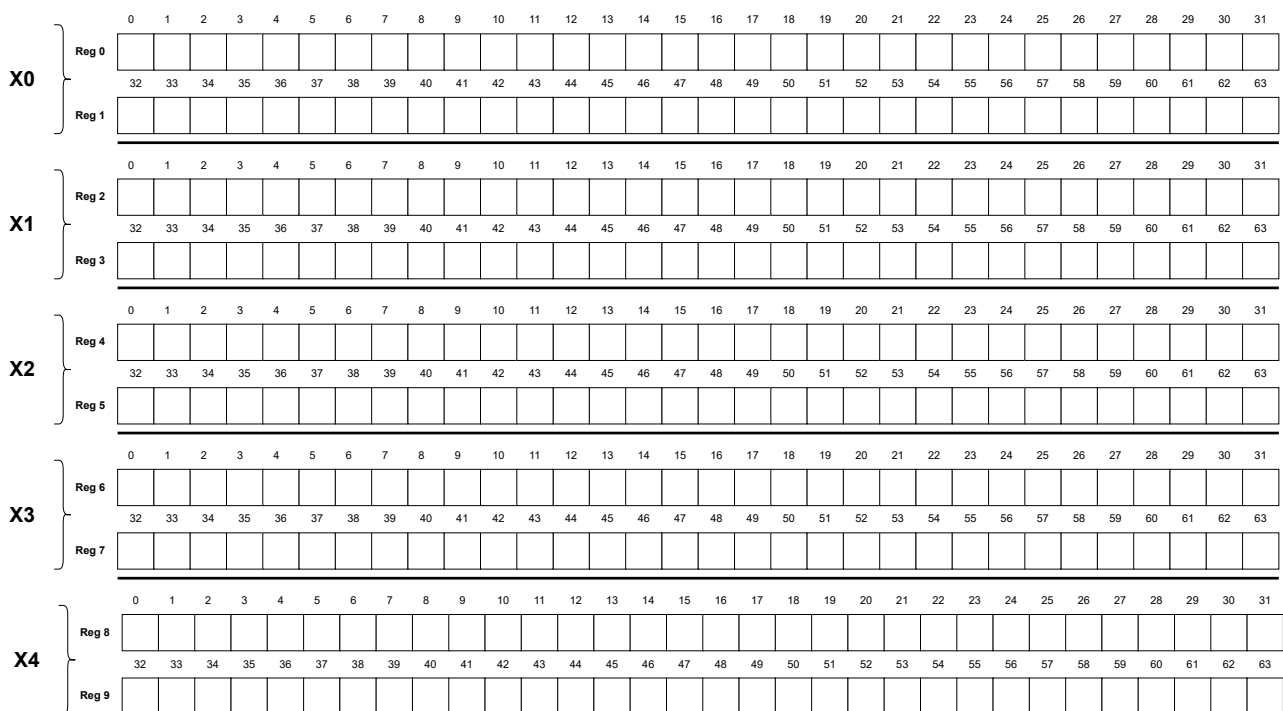 0 1 2 3 4 5 6 7 8 9 10 11 12 13 14 15 16 17 18 19 20 21 22 23 24 25 26 27 28 29 30 31
Reg 0
X0
32 33 34 35 36 37 38 39 40 41 42 43 44 45 46 47 48 49 50 51 52 53 54 55 56 57 58 59 60 61 62 63
Reg 1
0 1 2 3 4 5 6 7 8 9 10 11 12 13 14 15 16 17 18 19 20 21 22 23 24 25 26 27 28 29 30 31
Reg 2
X1
32 33 34 35 36 37 38 39 40 41 42 43 44 45 46 47 48 49 50 51 52 53 54 55 56 57 58 59 60 61 62 63
Reg 3
0 1 2 3 4 5 6 7 8 9 10 11 12 13 14 15 16 17 18 19 20 21 22 23 24 25 26 27 28 29 30 31
Reg 4
X2
32 33 34 35 36 37 38 39 40 41 42 43 44 45 46 47 48 49 50 51 52 53 54 55 56 57 58 59 60 61 62 63
Reg 5
0 1 2 3 4 5 6 7 8 9 10 11 12 13 14 15 16 17 18 19 20 21 22 23 24 25 26 27 28 29 30 31
Reg 6
X3
32 33 34 35 36 37 38 39 40 41 42 43 44 45 46 47 48 49 50 51 52 53 54 55 56 57 58 59 60 61 62 63
Reg 7
0 1 2 3 4 5 6 7 8 9 10 11 12 13 14 15 16 17 18 19 20 21 22 23 24 25 26 27 28 29 30 31
Reg 8
X4
32 33 34 35 36 37 38 39 40 41 42 43 44 45 46 47 48 49 50 51 52 53 54 55 56 57 58 59 60 61 62 63
Reg 9